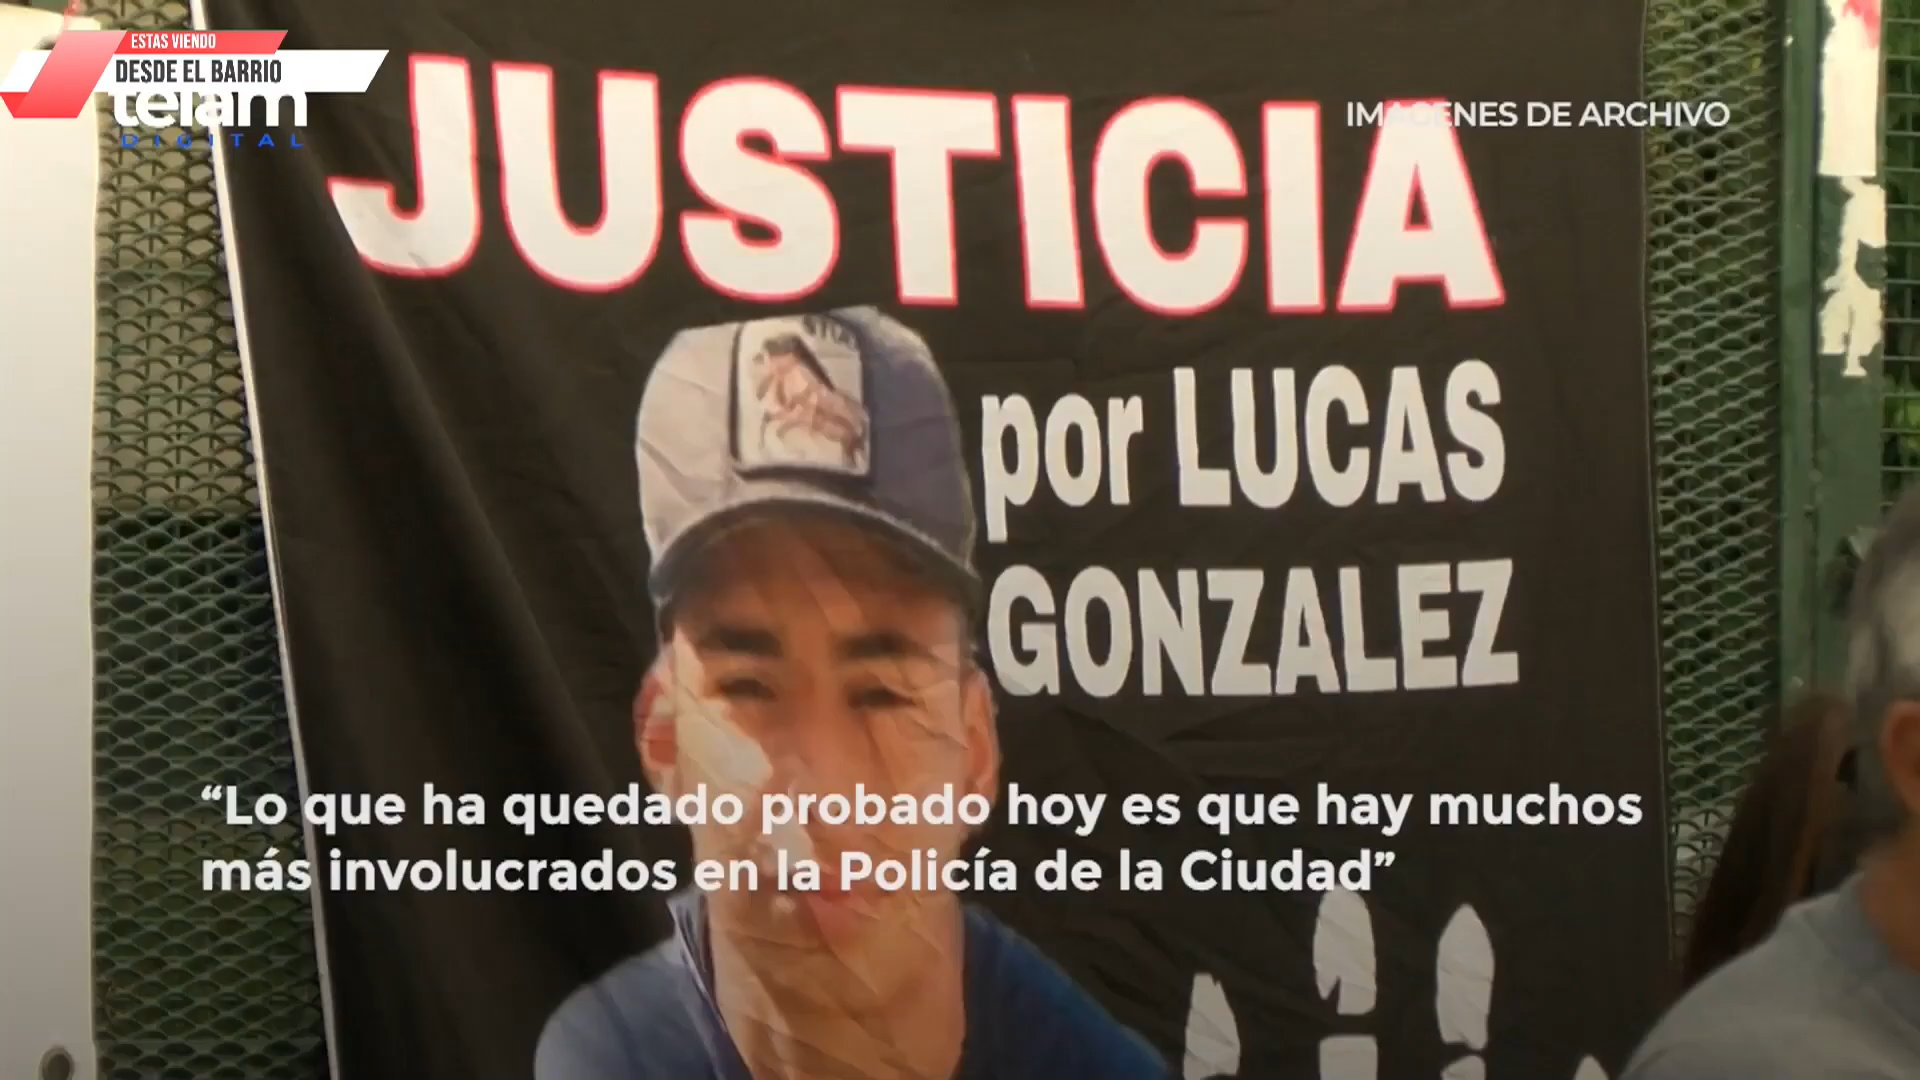 ESTAS VIENDO
DESDE EL BARRIO
télam
DIGITAL
IMAGENES DE ARCHIVO
JUSTICIA
por LUCAS
GONZALEZ
“Lo que ha quedado probado hoy es que hay muchos
más involucrados en la Policía de la Ciudad”